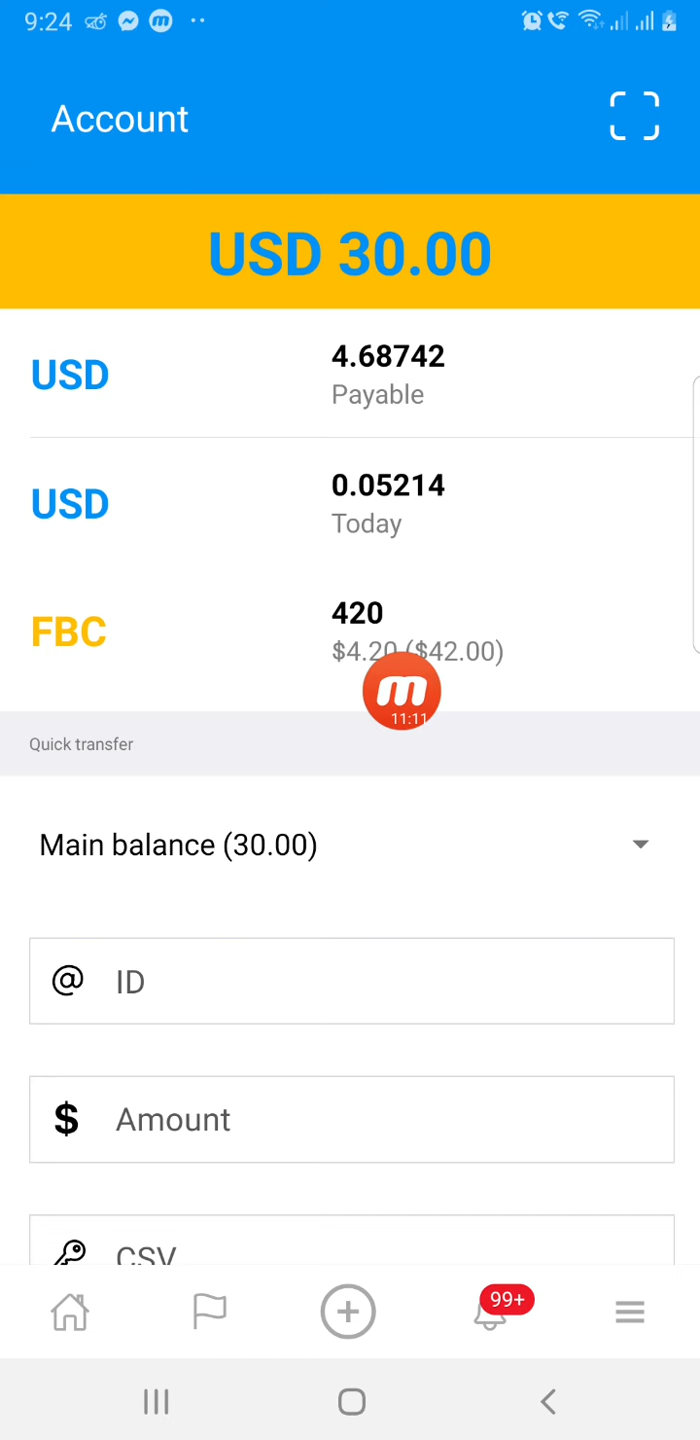 9:24
Account
USD 30.00
USD
4.68742
Payable
USD
0.05214
Today
FBC
420
$4.20 ($42.00)
11:11
Quick transfer
Main balance (30.00)
@ ID
$ Amount
CSV
99+